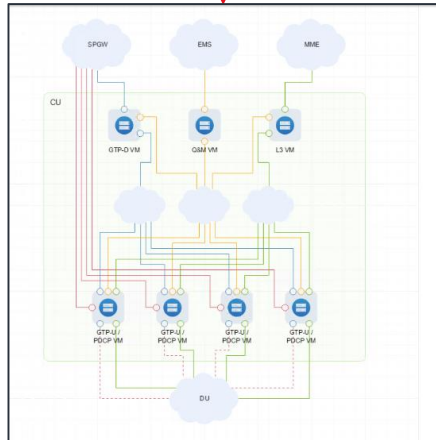 SPGW
EMS
MME
CU
GTP-D VM
O&M VM
L3 VM
GTP-U /
PDCP VM
GTP-U /
PDCP VM
GTP-U /
PDCP VM
GTP-U /
PDCP VM
DU